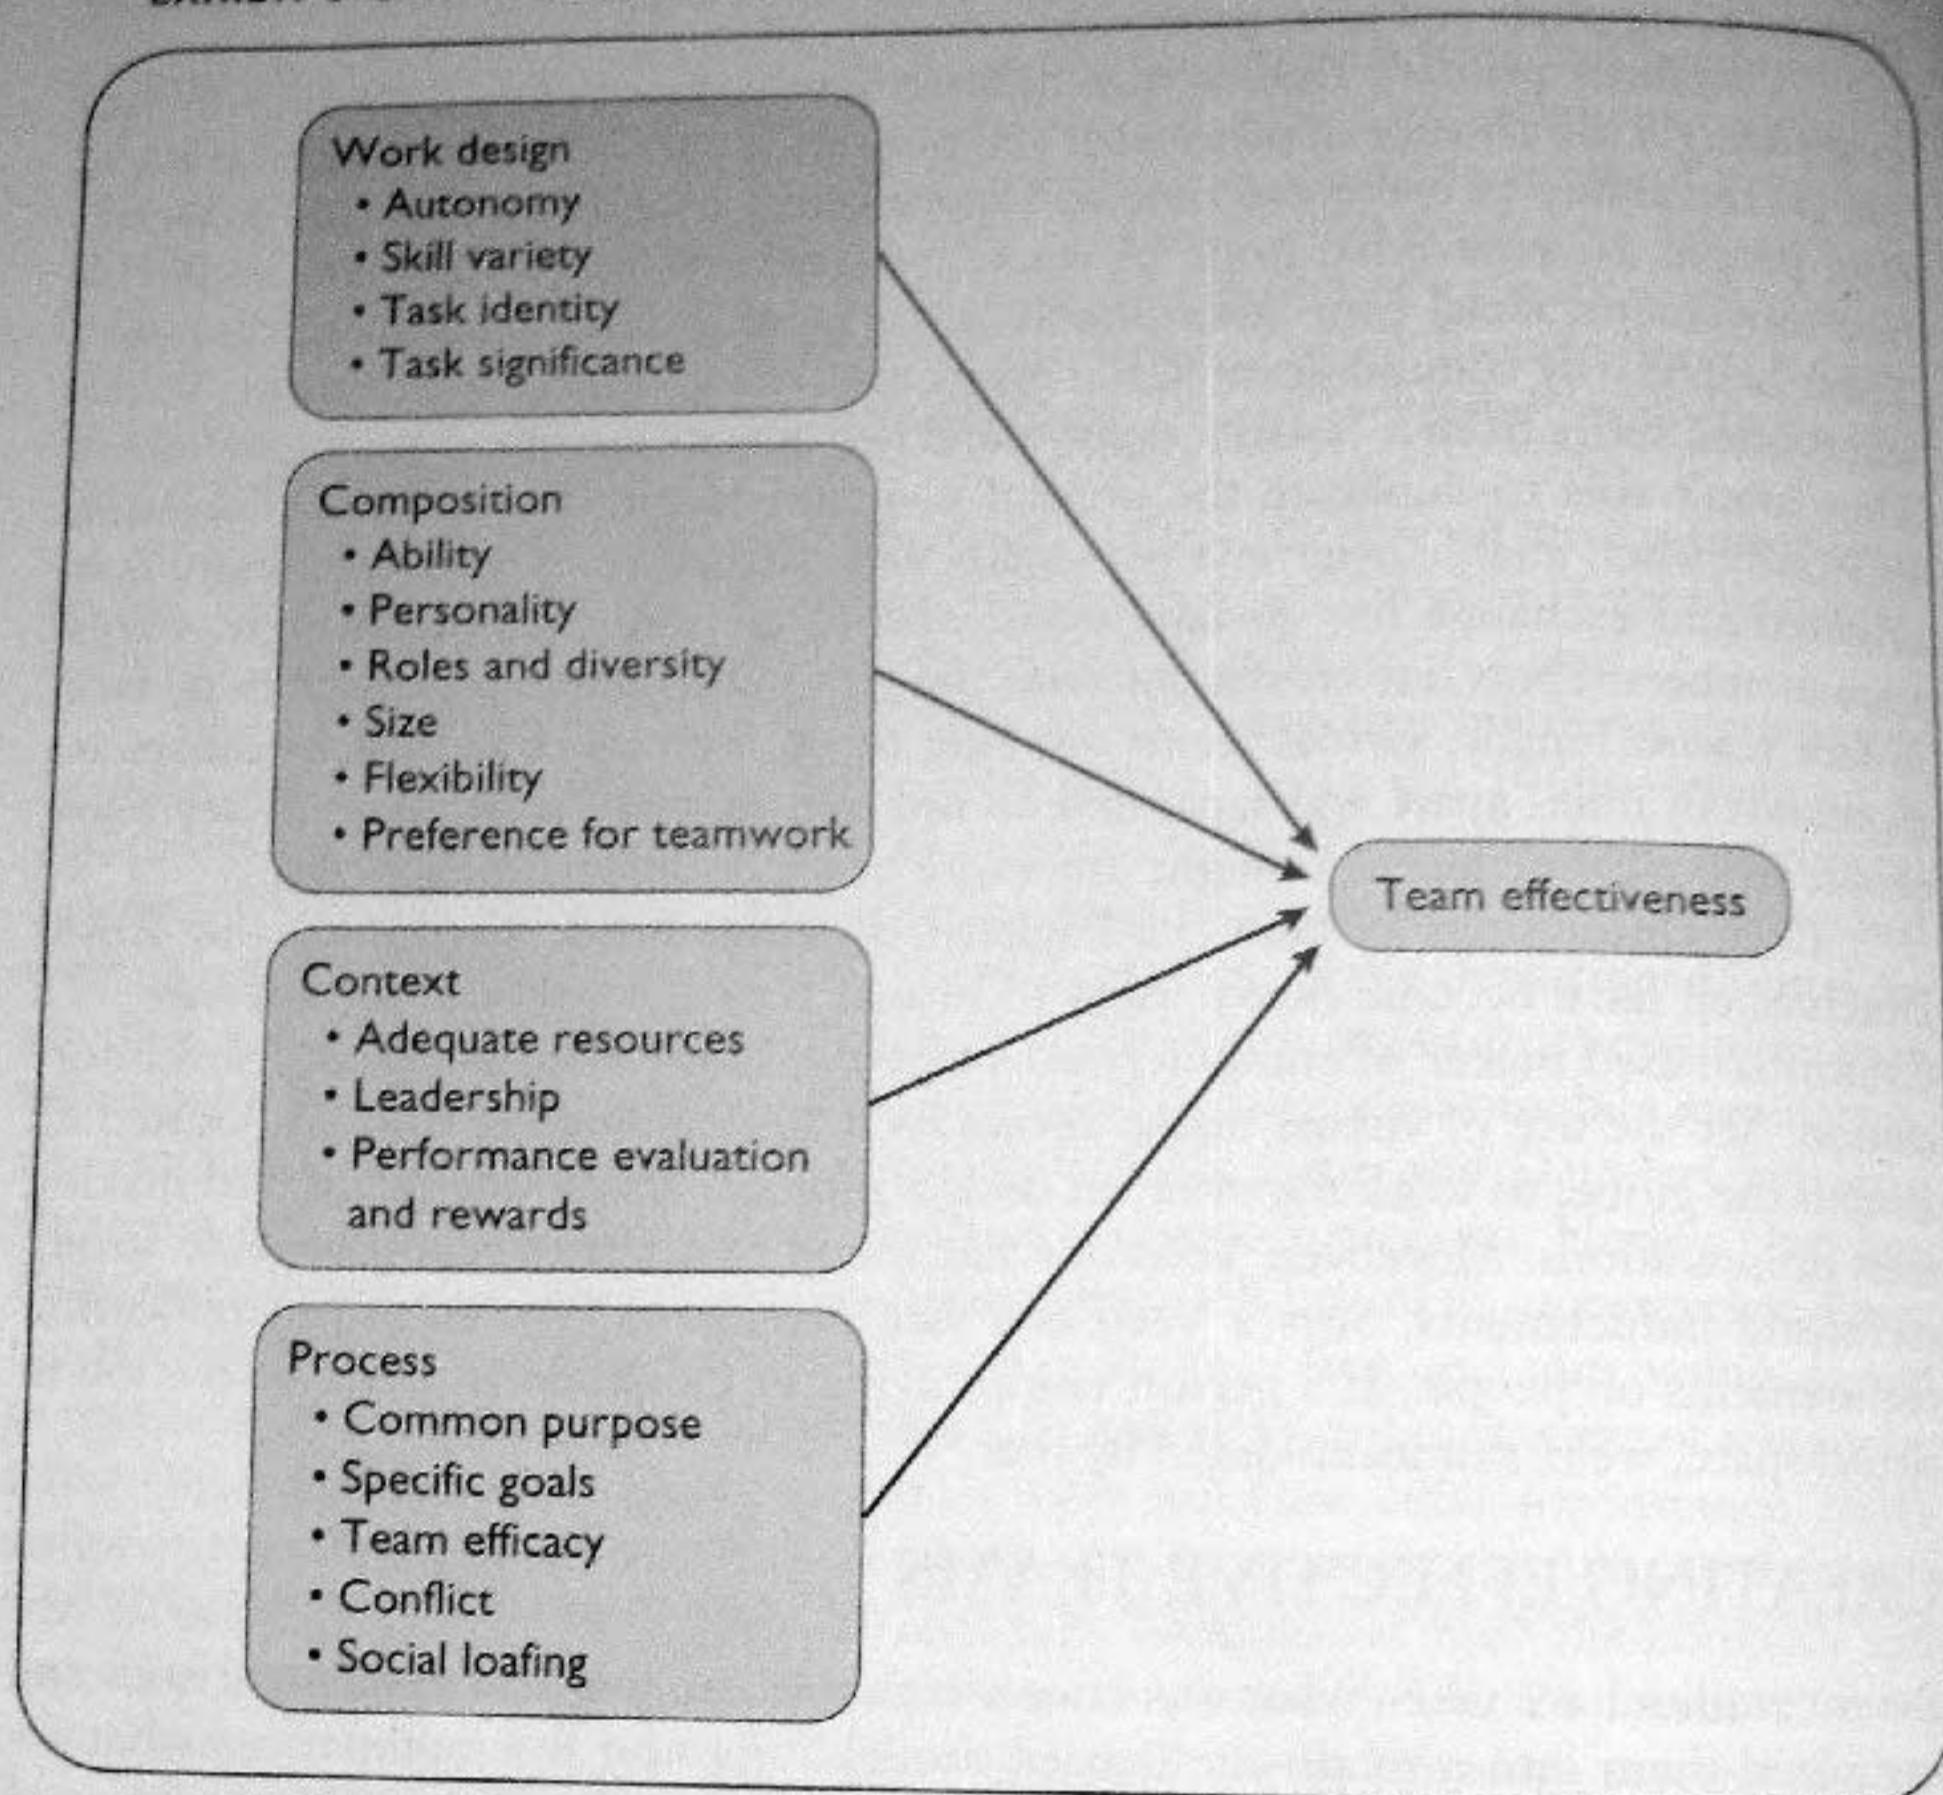 Work design
• Autonomy
• Skill variety
• Task identity
• Task significance
Composition
• Ability
• Personality
• Roles and diversity
• Size
• Flexibility
• Preference for teamwork
Team effectiveness
Context
• Adequate resources
• Leadership
• Performance evaluation
and rewards
Process
• Common purpose
• Specific goals
• Team efficacy
• Conflict
• Social loafing